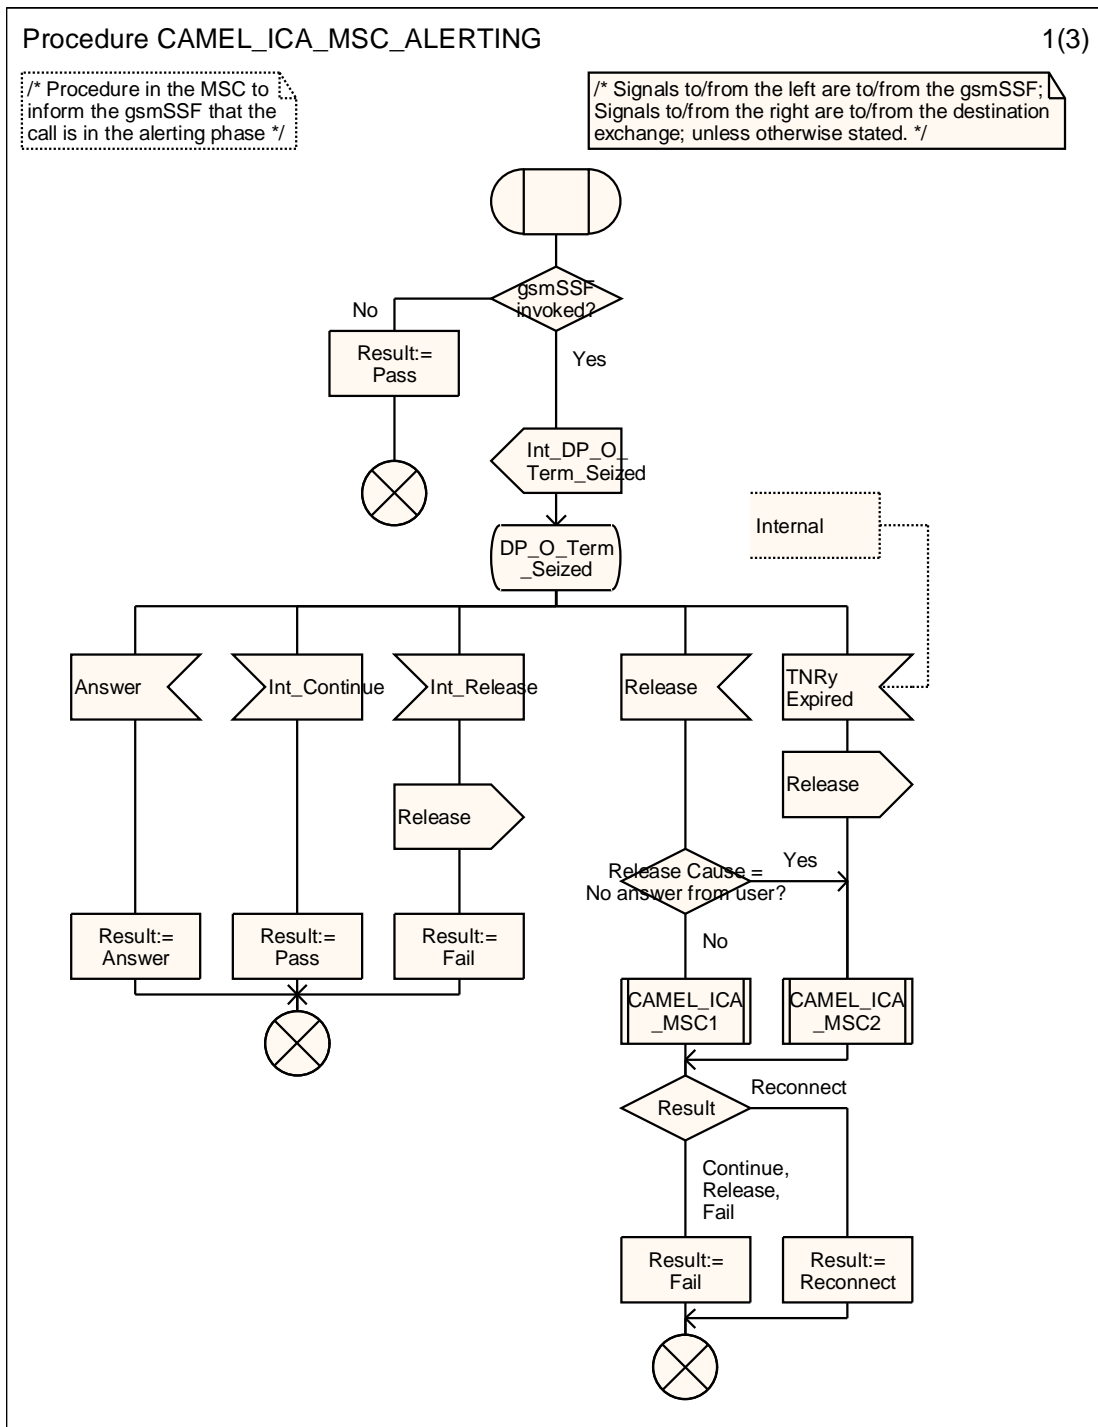 Procedure CAMEL_ICA_MSC_ALERTING
1(3)
/* Procedure in the MSC to
inform the gsmSSF that the
call is in the alerting phase */
/* Signals to/from the left are to/from the gsmSSF;
Signals to/from the right are to/from the destination
exchange; unless otherwise stated. */
gsmSSF
invoked?
No
Yes
Result:=
Pass
Int_DP_O_
Term_Seized
Internal
DP_O_Term
_Seized
Answer
Int_Continue
Int_Release
Release
TNRy
Expired
Release
Release
Release Cause =
No answer from user?
Yes
No
Result:=
Answer
Result:=
Pass
Result:=
Fail
CAMEL_ICA
_MSC1
CAMEL_ICA
_MSC2
Result
Reconnect
Continue,
Release,
Fail
Result:=
Fail
Result:=
Reconnect